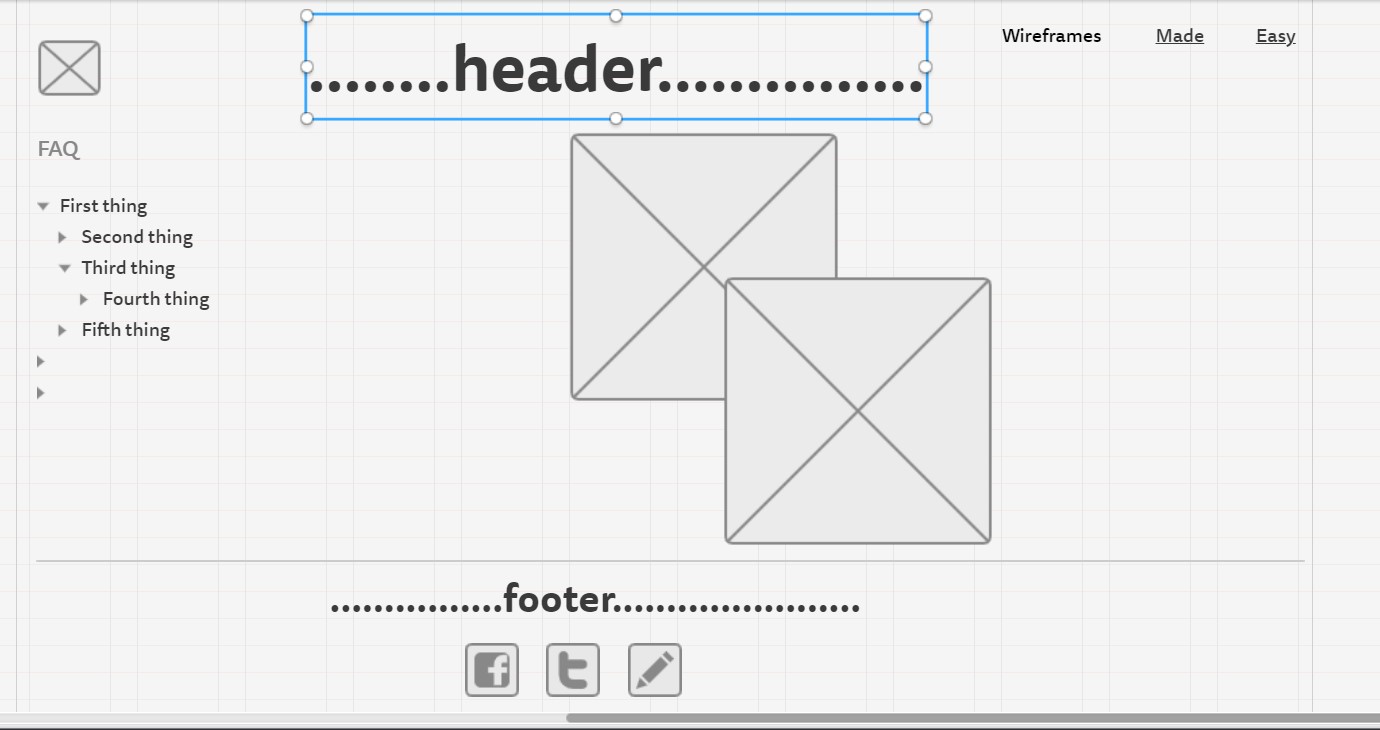 ........header...............
Wireframes Made Easy
FAQ
First thing
Second thing
Third thing
Fourth thing
Fifth thing
................footer.......................